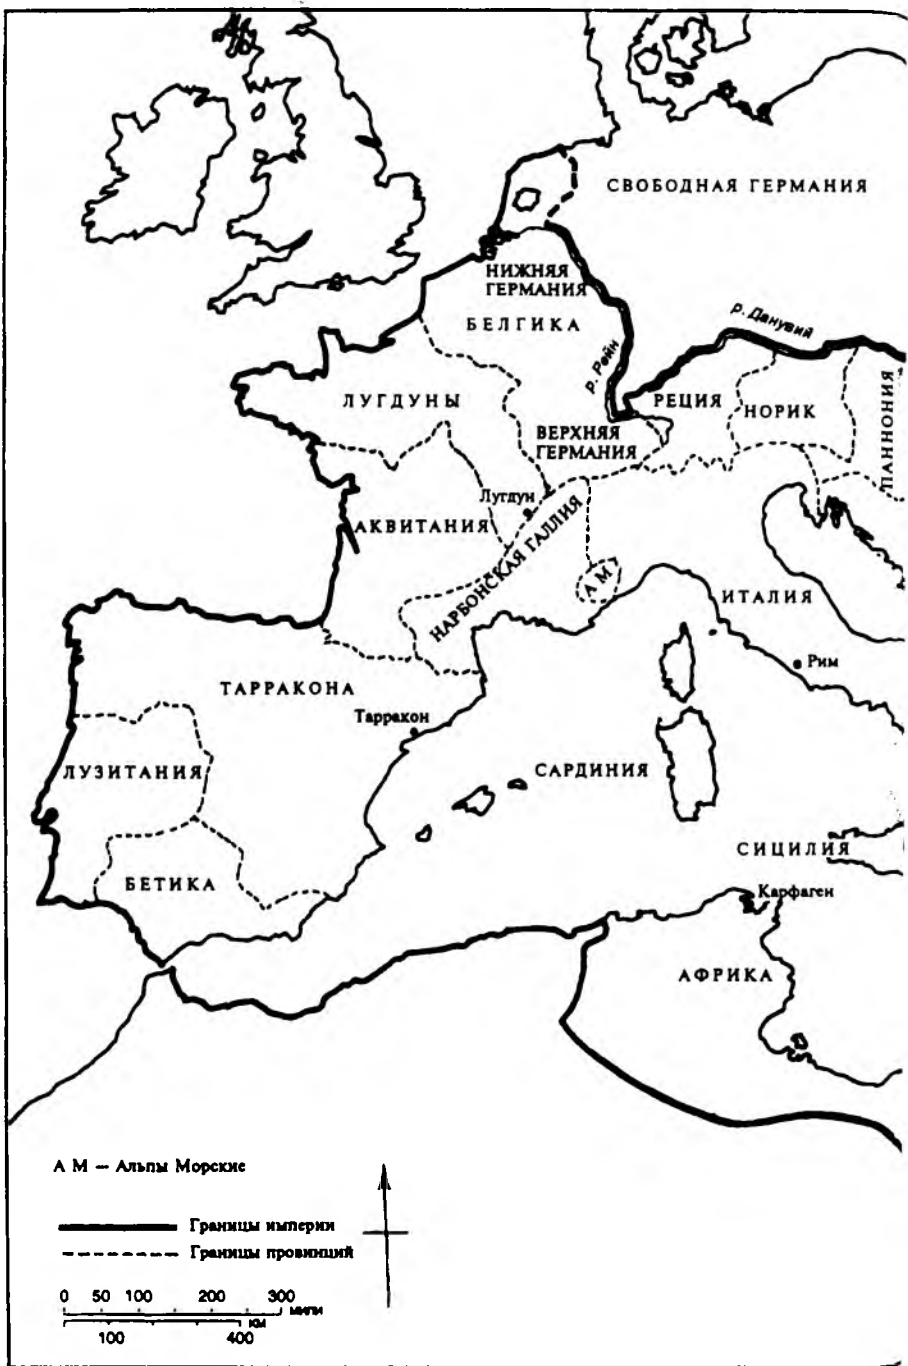 СВОБОДНАЯ ГЕРМАНИЯ
НИЖНЯЯ
ГЕРМАНИЯ
БЕЛГИКА
р. Рейн
р. Данувий
ЛУГДУНЫ
РЕЦИЯ
НОРИК
ПАННОНИЯ
ВЕРХНЯЯ
ГЕРМАНИЯ
Лугдун
АКВИТАНИЯ
НАРБОНСКАЯ ГАЛЛИЯ
А М
ИТАЛИЯ
Рим
ТАРРАКОНА
Тарракон
ЛУЗИТАНИЯ
САРДИНИЯ
БЕТИКА
СИЦИЛИЯ
Карфаген
АФРИКА
А М — Альпы Морские
Границы империи
Границы провинций
0 50 100 200 300
мили
км
100 400